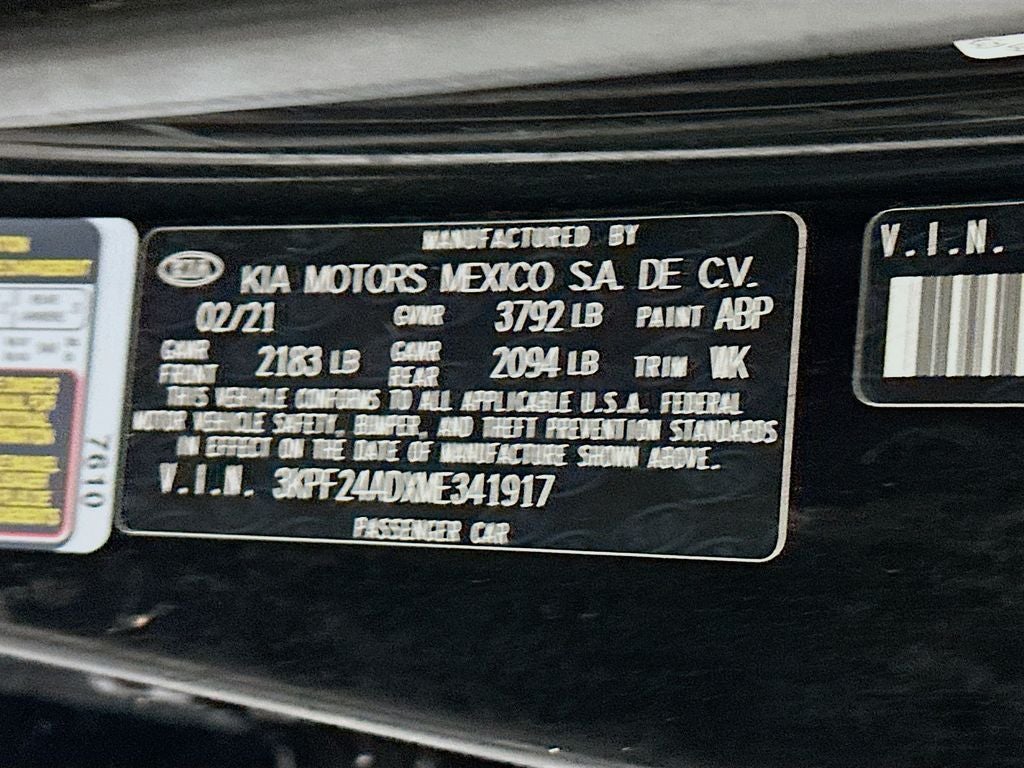 MANUFACTURED BY
KIA KIA MOTORS MEXICO S.A. DE C.V.
02/21 GVWR 3792 LB PAINT ABP
GAWR FRONT 2183 LB GAWR REAR 2094 LB TRIM WK
THIS VEHICLE CONFORMS TO ALL APPLICABLE U.S.A. FEDERAL
MOTOR VEHICLE SAFETY, BUMPER, AND THEFT PREVENTION STANDARDS
IN EFFECT ON THE DATE OF MANUFACTURE SHOWN ABOVE.
V.I.N. 3KPF24ADXME341917
PASSENGER CAR
7610
V.I.N.